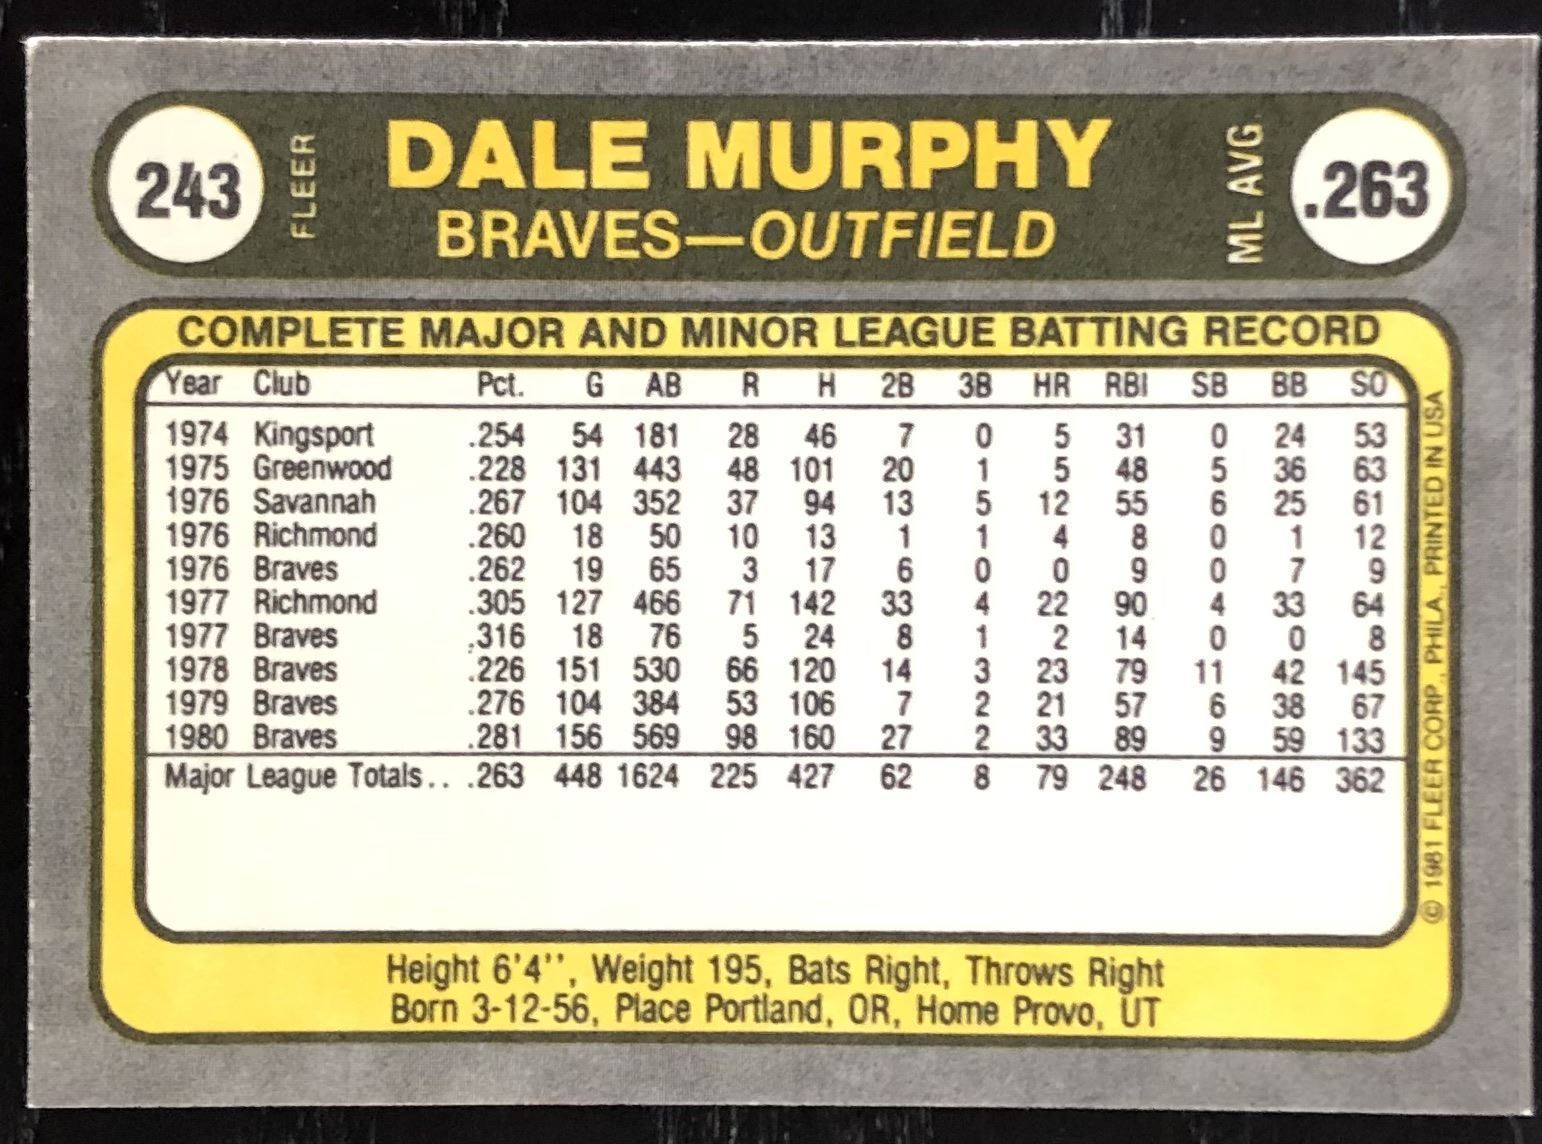 243 FLEER DALE MURPHY ML AVG. .263
BRAVES—OUTFIELD
COMPLETE MAJOR AND MINOR LEAGUE BATTING RECORD
Year Club Pct. G AB R H 2B 3B HR RBI SB BB SO
1974 Kingsport .254 54 181 28 46 7 0 5 31 0 24 53
1975 Greenwood .228 131 443 48 101 20 1 5 48 5 36 63
1976 Savannah .267 104 352 37 94 13 5 12 55 6 25 61
1976 Richmond .260 18 50 10 13 1 1 4 8 0 1 12
1976 Braves .262 19 65 3 17 6 0 0 9 0 7 9
1977 Richmond .305 127 466 71 142 33 4 22 90 4 33 64
1977 Braves .316 18 76 5 24 8 1 2 14 0 0 8
1978 Braves .226 151 530 66 120 14 3 23 79 11 42 145
1979 Braves .276 104 384 53 106 7 2 21 57 6 38 67
1980 Braves .281 156 569 98 160 27 2 33 89 9 59 133
Major League Totals.. .263 448 1624 225 427 62 8 79 248 26 146 362
© 1981 FLEER CORP., PHILA., PRINTED IN USA
Height 6'4'', Weight 195, Bats Right, Throws Right
Born 3-12-56, Place Portland, OR, Home Provo, UT